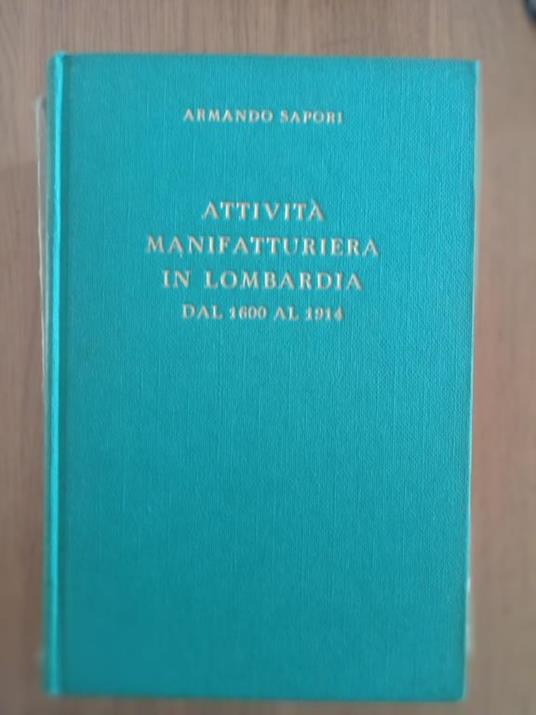 ARMANDO SAPORI
ATTIVITÀ
MANIFATTURIERA
IN LOMBARDIA
DAL 1600 AL 1914